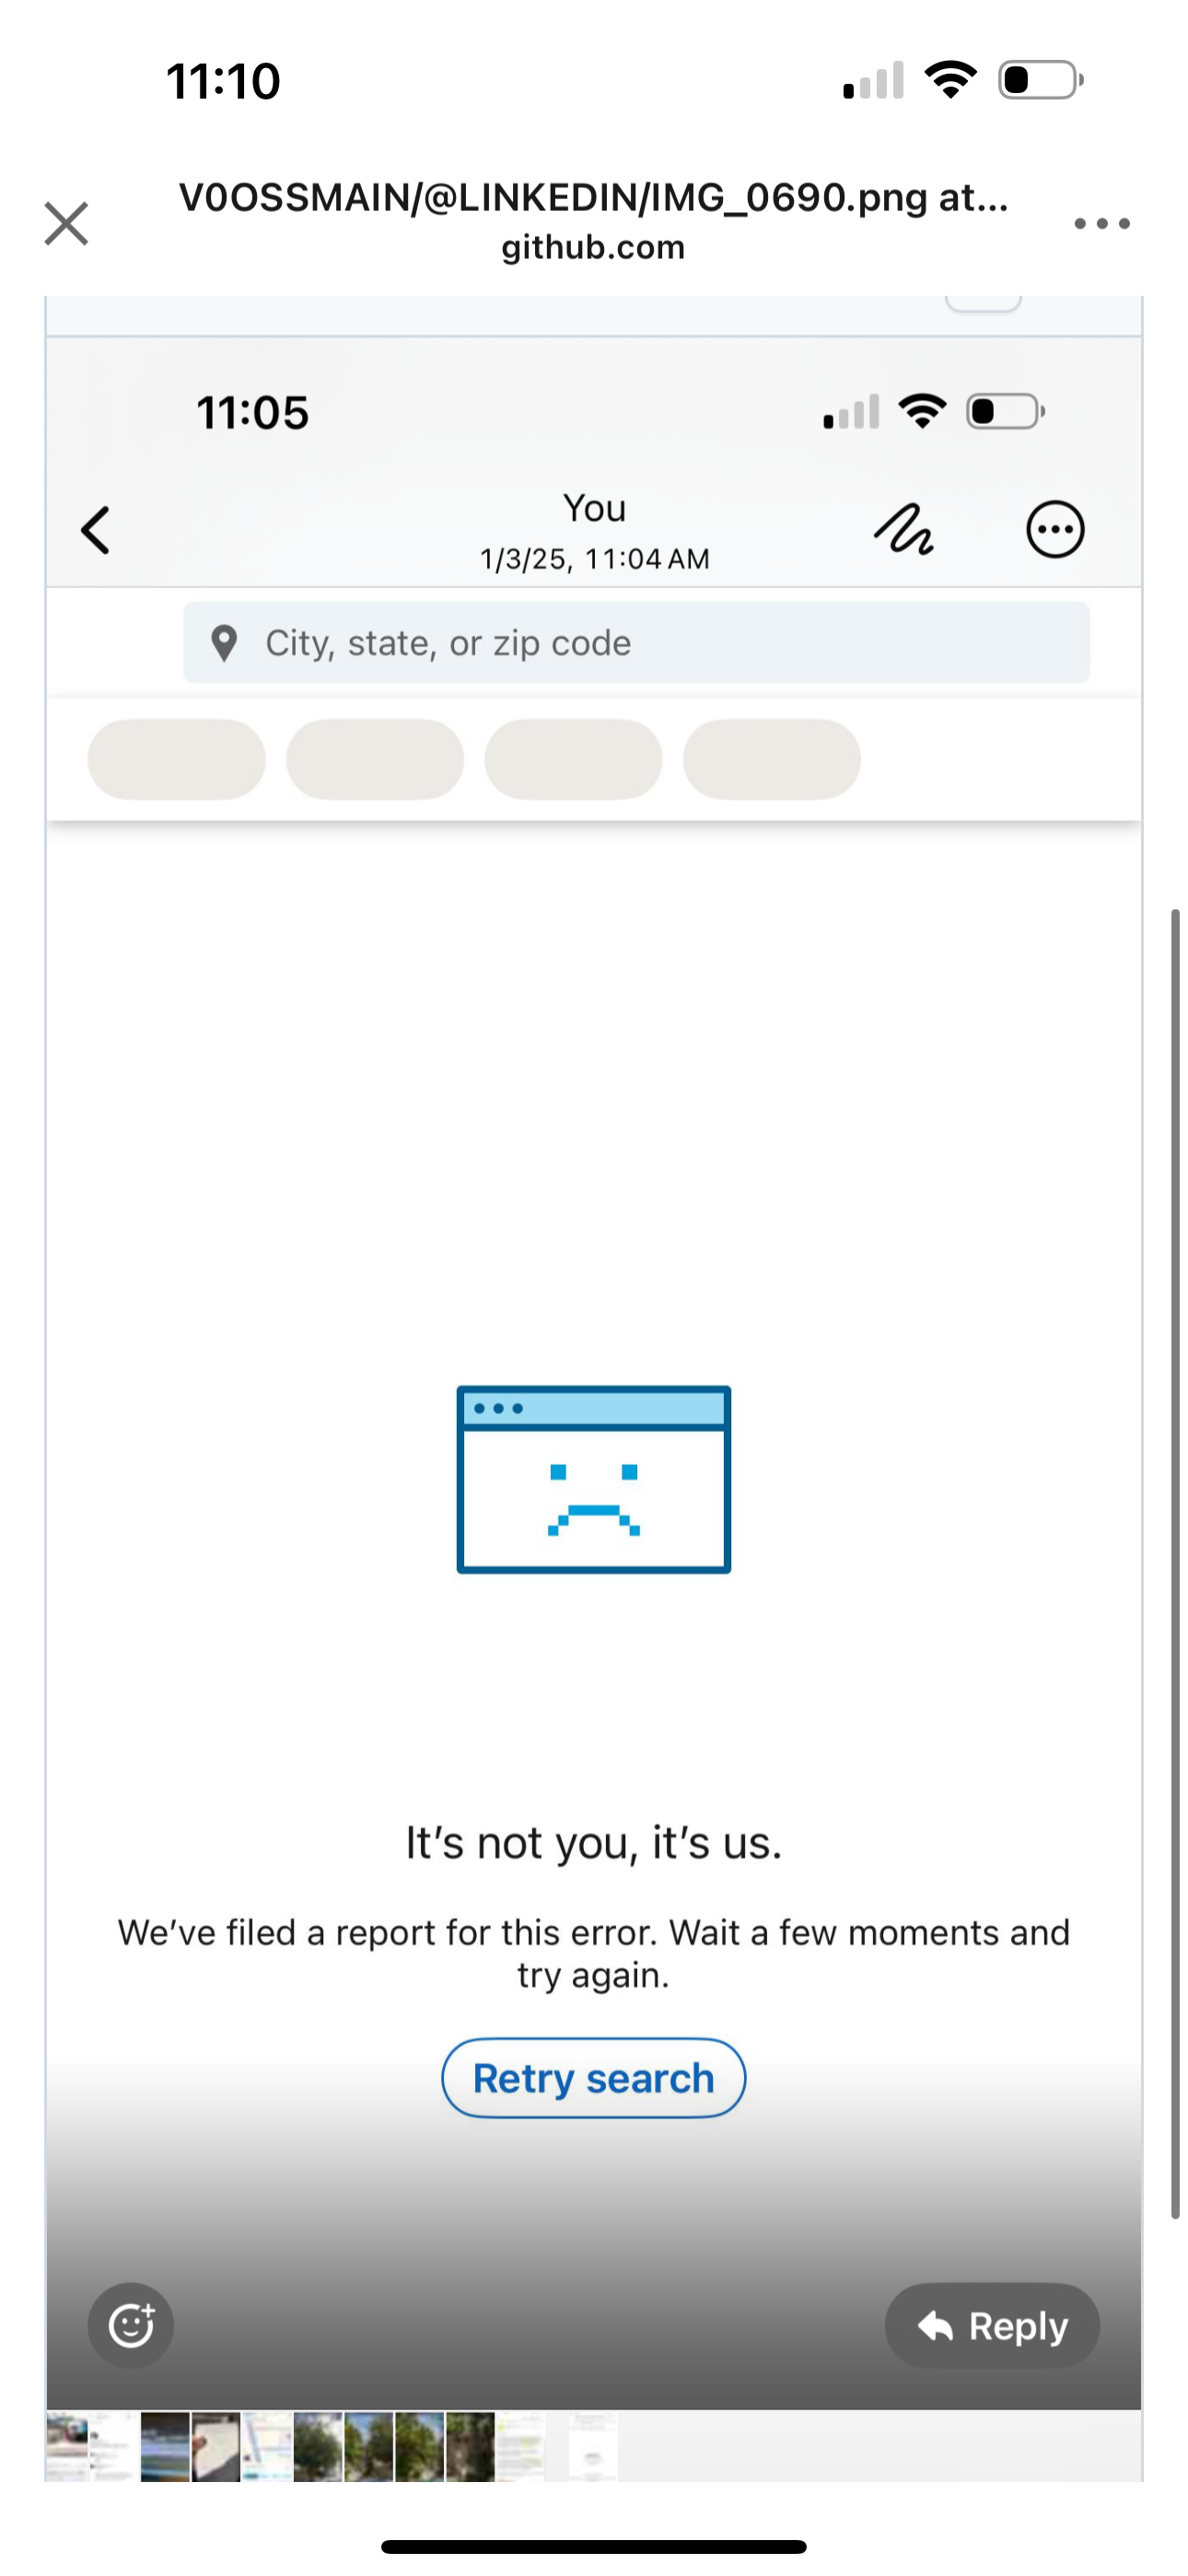 11:10
V0OSSMAIN/@LINKEDIN/IMG_0690.png at...
github.com
11:05
You
1/3/25, 11:04 AM
City, state, or zip code
It's not you, it's us.
We've filed a report for this error. Wait a few moments and
try again.
Retry search
Reply